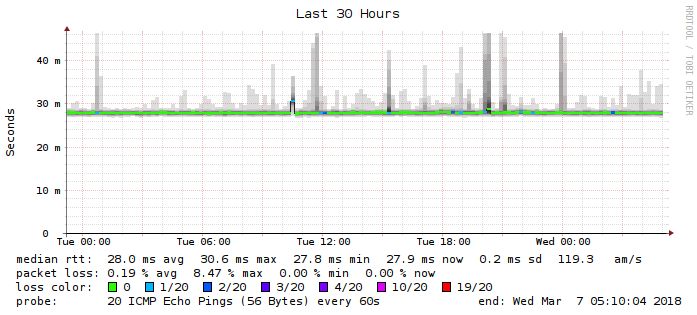 Last 30 Hours
RRDTOOL / TOBI OETIKER
Seconds
40 m
30 m
20 m
10 m
0
Tue 00:00 Tue 06:00 Tue 12:00 Tue 18:00 Wed 00:00
median rtt: 28.0 ms avg 30.6 ms max 27.8 ms min 27.9 ms now 0.2 ms sd 119.3 am/s
packet loss: 0.19 % avg 8.47 % max 0.00 % min 0.00 % now
loss color: 0 1/20 2/20 3/20 4/20 10/20 19/20
probe: 20 ICMP Echo Pings (56 Bytes) every 60s end: Wed Mar 7 05:10:04 2018